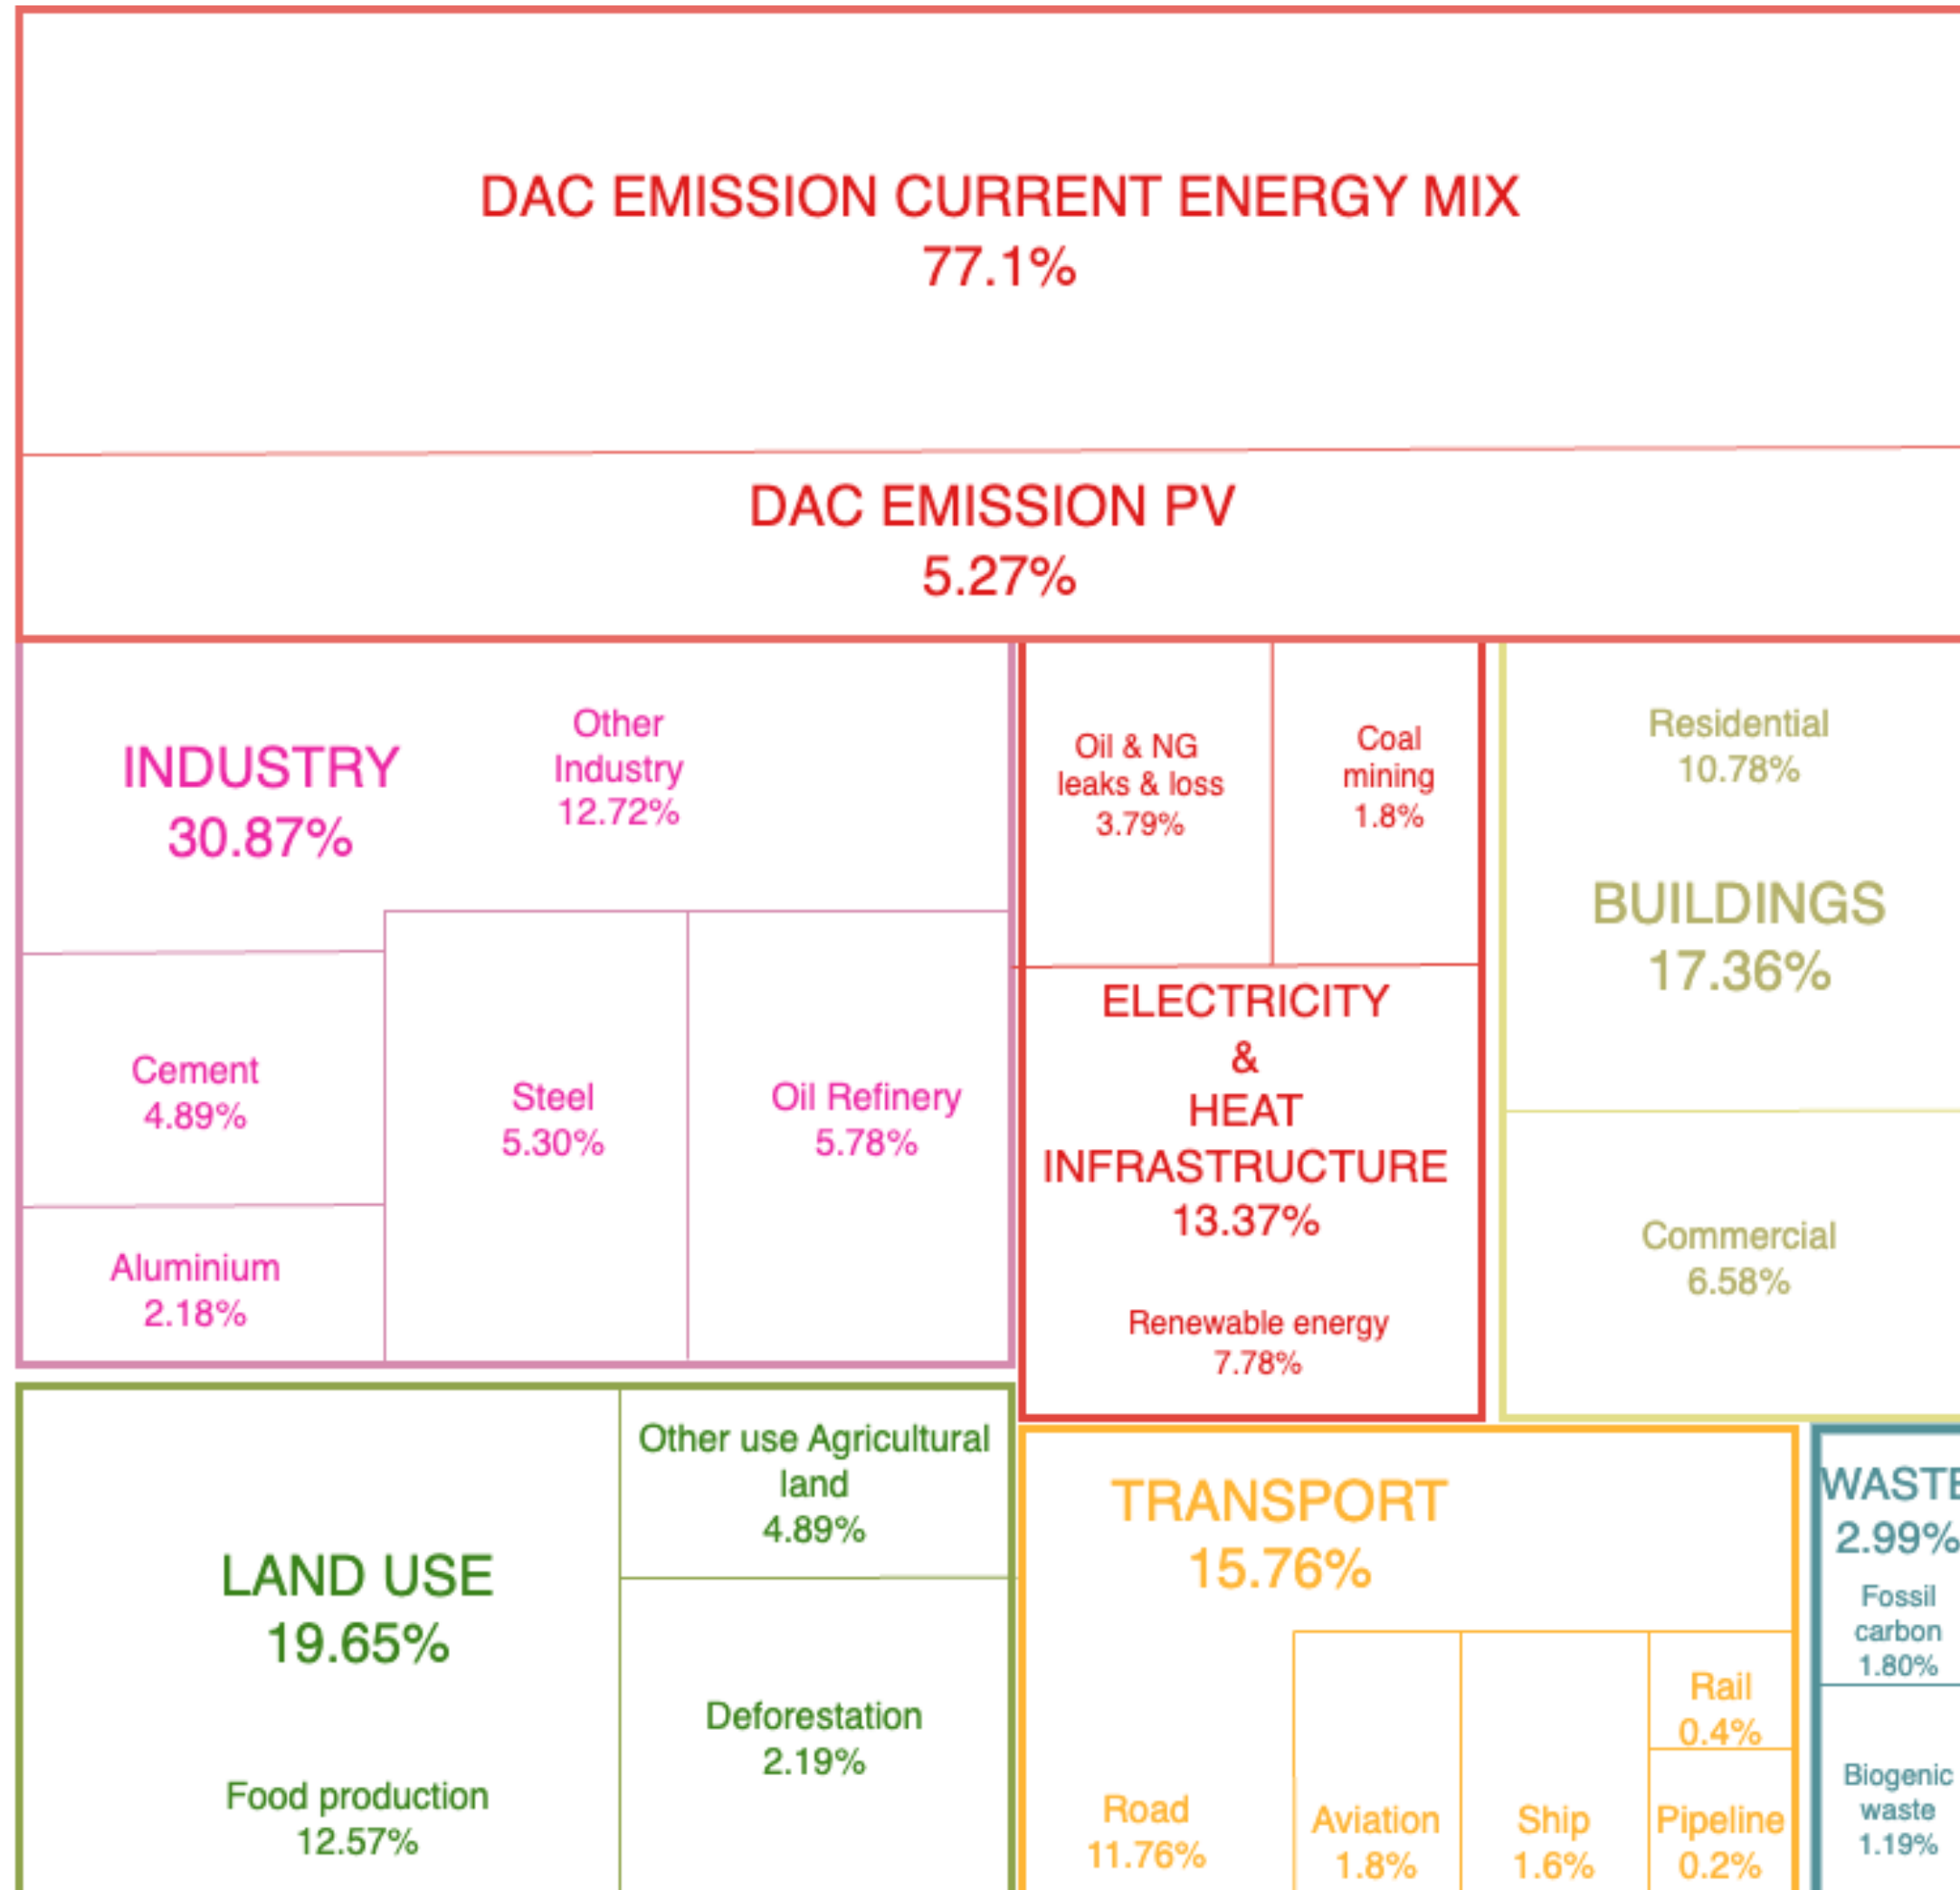 DAC EMISSION CURRENT ENERGY MIX
77.1%
DAC EMISSION PV
5.27%
INDUSTRY
30.87%
Other
Industry
12.72%
Cement
4.89%
Aluminium
2.18%
Steel
5.30%
Oil Refinery
5.78%
Oil & NG
leaks & loss
3.79%
Coal
mining
1.8%
ELECTRICITY
&
HEAT
INFRASTRUCTURE
13.37%
Renewable energy
7.78%
Residential
10.78%
BUILDINGS
17.36%
Commercial
6.58%
LAND USE
19.65%
Food production
12.57%
Other use Agricultural
land
4.89%
Deforestation
2.19%
TRANSPORT
15.76%
Road
11.76%
Aviation
1.8%
Ship
1.6%
Rail
0.4%
Pipeline
0.2%
WASTE
2.99%
Fossil
carbon
1.80%
Biogenic
waste
1.19%